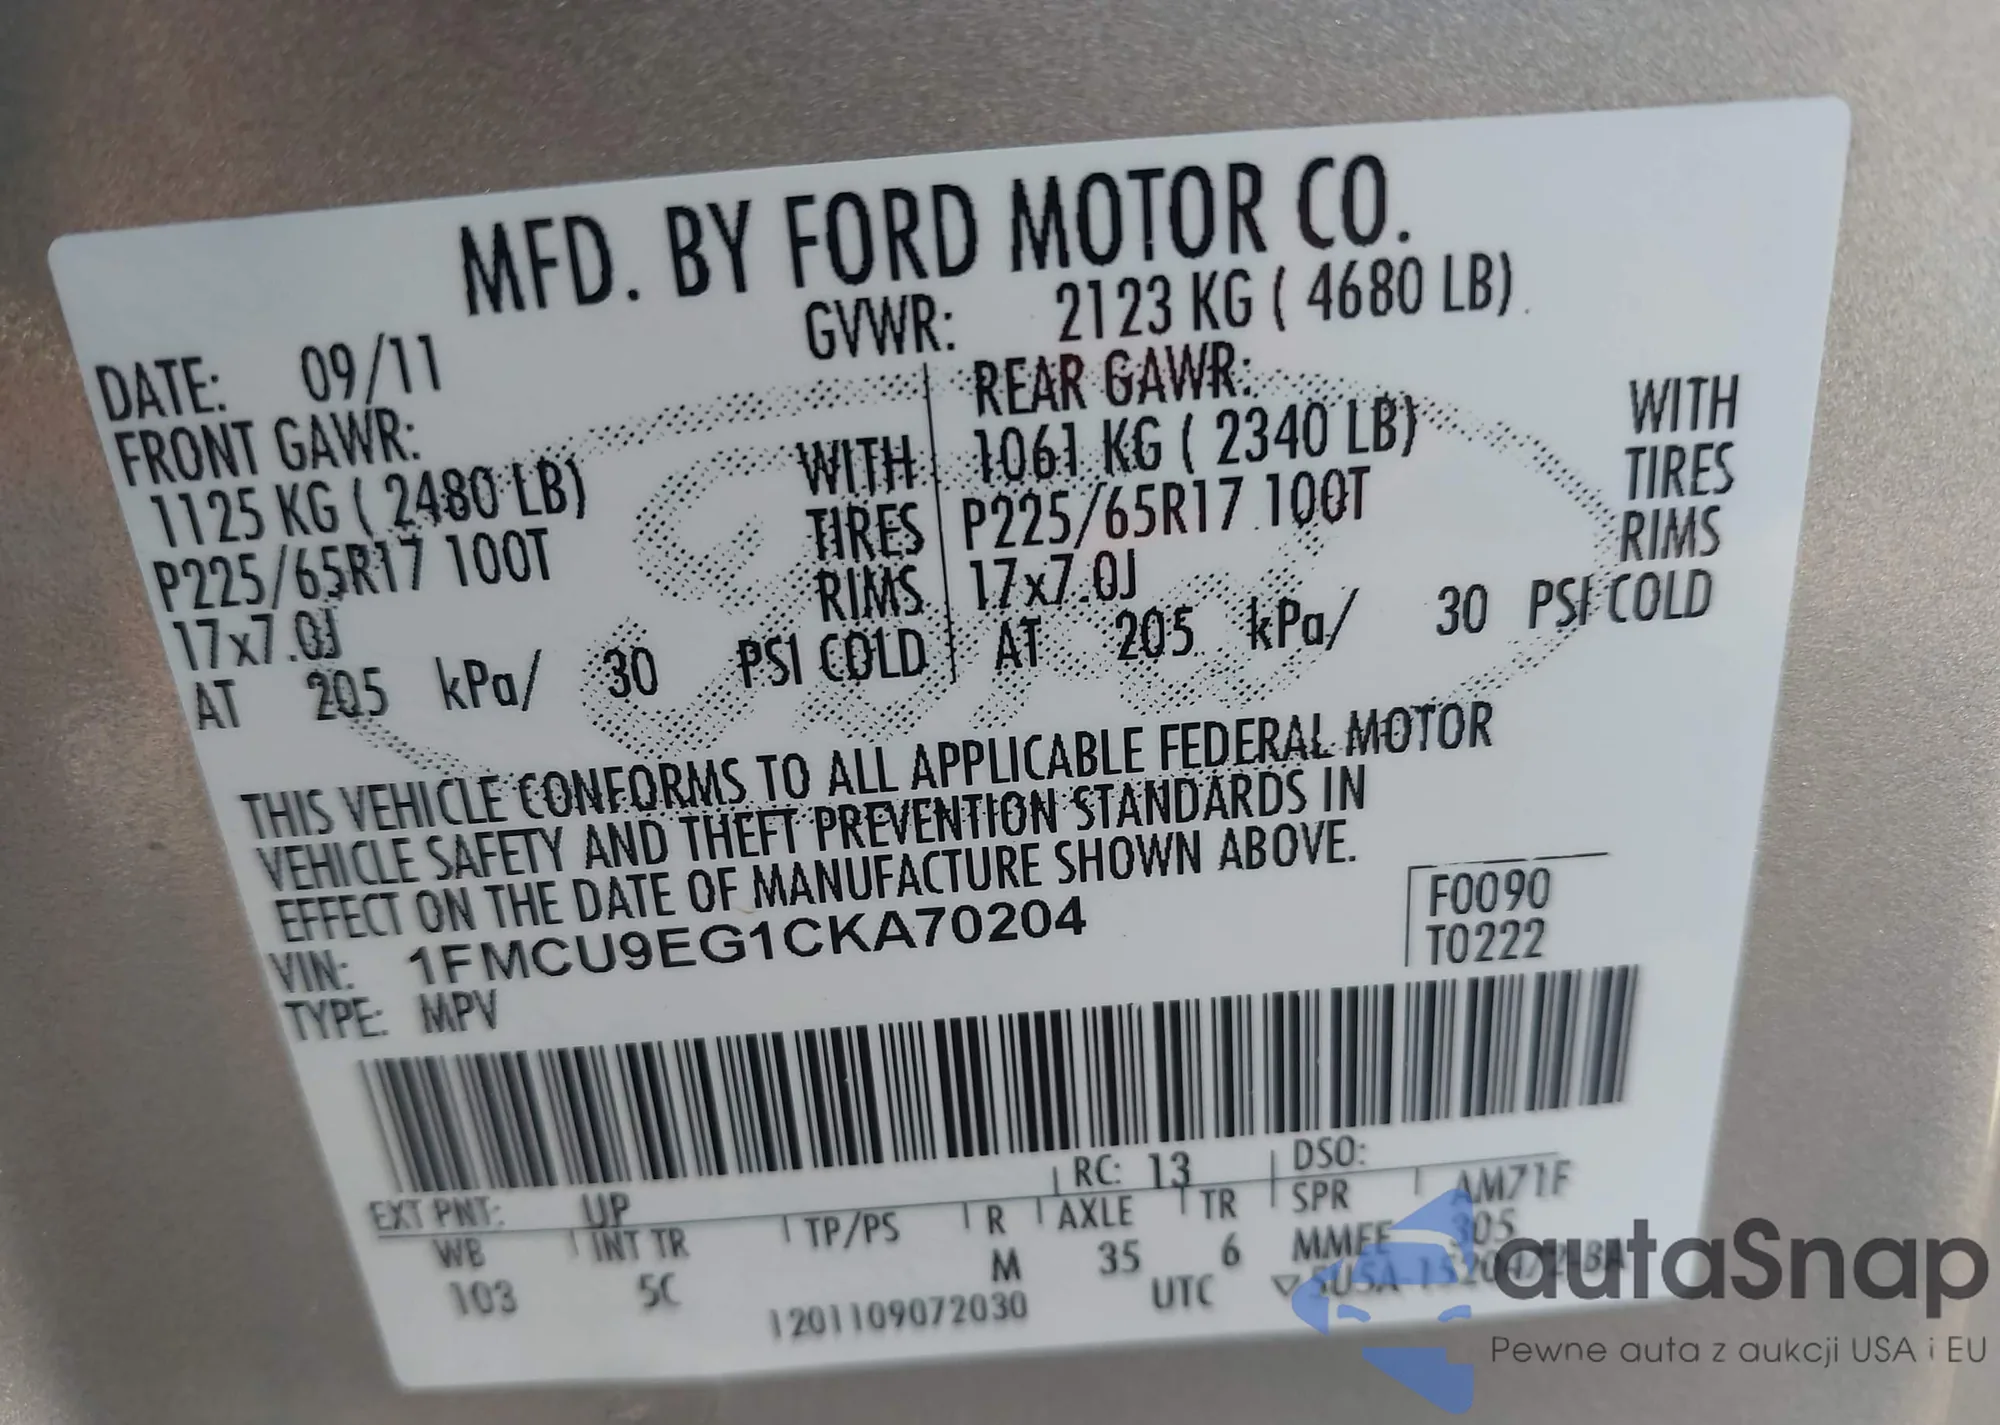 MFD. BY FORD MOTOR CO.
DATE: 09/11 GVWR: 2123 KG ( 4680 LB)
FRONT GAWR: REAR GAWR:
1125 KG ( 2480 LB) WITH 1061 KG ( 2340 LB) WITH
P225/65R17 100T TIRES P225/65R17 100T TIRES
17x7.0J RIMS 17x7.0J RIMS
AT 205 kPa/ 30 PSI COLD AT 205 kPa/ 30 PSI COLD
THIS VEHICLE CONFORMS TO ALL APPLICABLE FEDERAL MOTOR
VEHICLE SAFETY AND THEFT PREVENTION STANDARDS IN
EFFECT ON THE DATE OF MANUFACTURE SHOWN ABOVE.
VIN: 1FMCU9EG1CKA70204 F0090
TYPE: MPV T0222
EXT PNT: UP RC: 13 DSO:
WB INT TR TP/PS R AXLE TR SPR AM71F
103 5C M 35 6 MMFF 305
1201109072030 UTC ▽ 5USA
autaSnap
Pewne auta z aukcji USA i EU